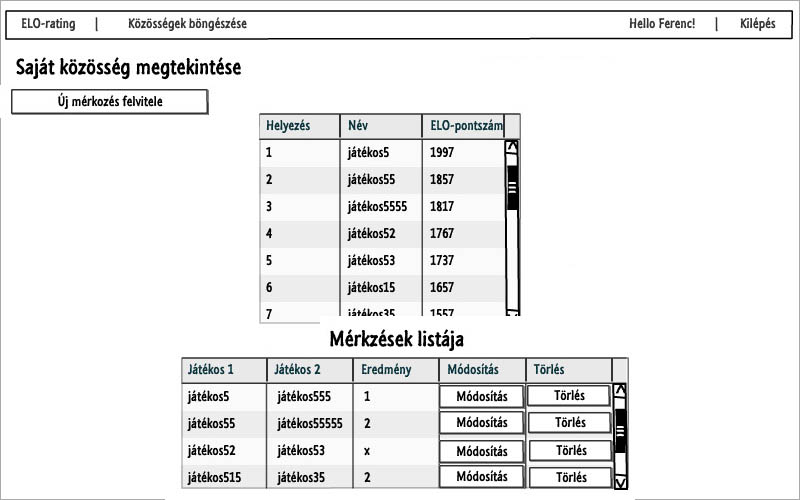 ELO-rating | Közösségek böngészése Hello Ferenc! | Kilépés
Saját közösség megtekintése
Új mérkozés felvitele
Helyezés Név ELO-pontszám
1 játékos5 1997
2 játékos55 1857
3 játékos5555 1817
4 játékos52 1767
5 játékos53 1737
6 játékos15 1657
7 játékos35 1557
Mérkzések listája
Játékos 1 Játékos 2 Eredmény Módosítás Törlés
játékos5 játékos555 1 Módosítás Törlés
játékos55 játékos55555 2 Módosítás Törlés
játékos52 játékos53 x Módosítás Törlés
játékos515 játékos35 2 Módosítás Törlés